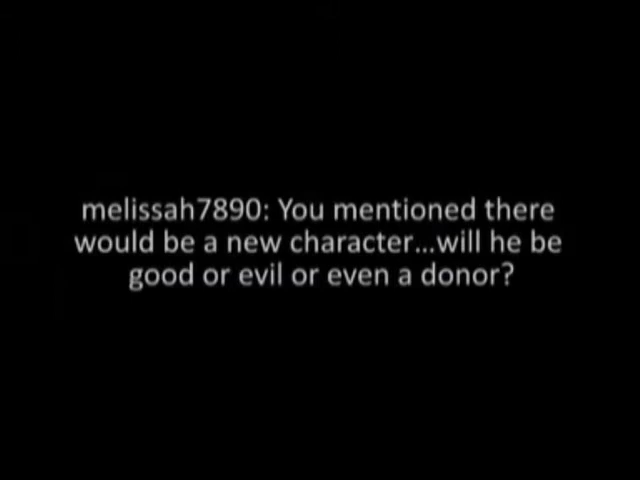 melissah7890: You mentioned there
would be a new character...will he be
good or evil or even a donor?